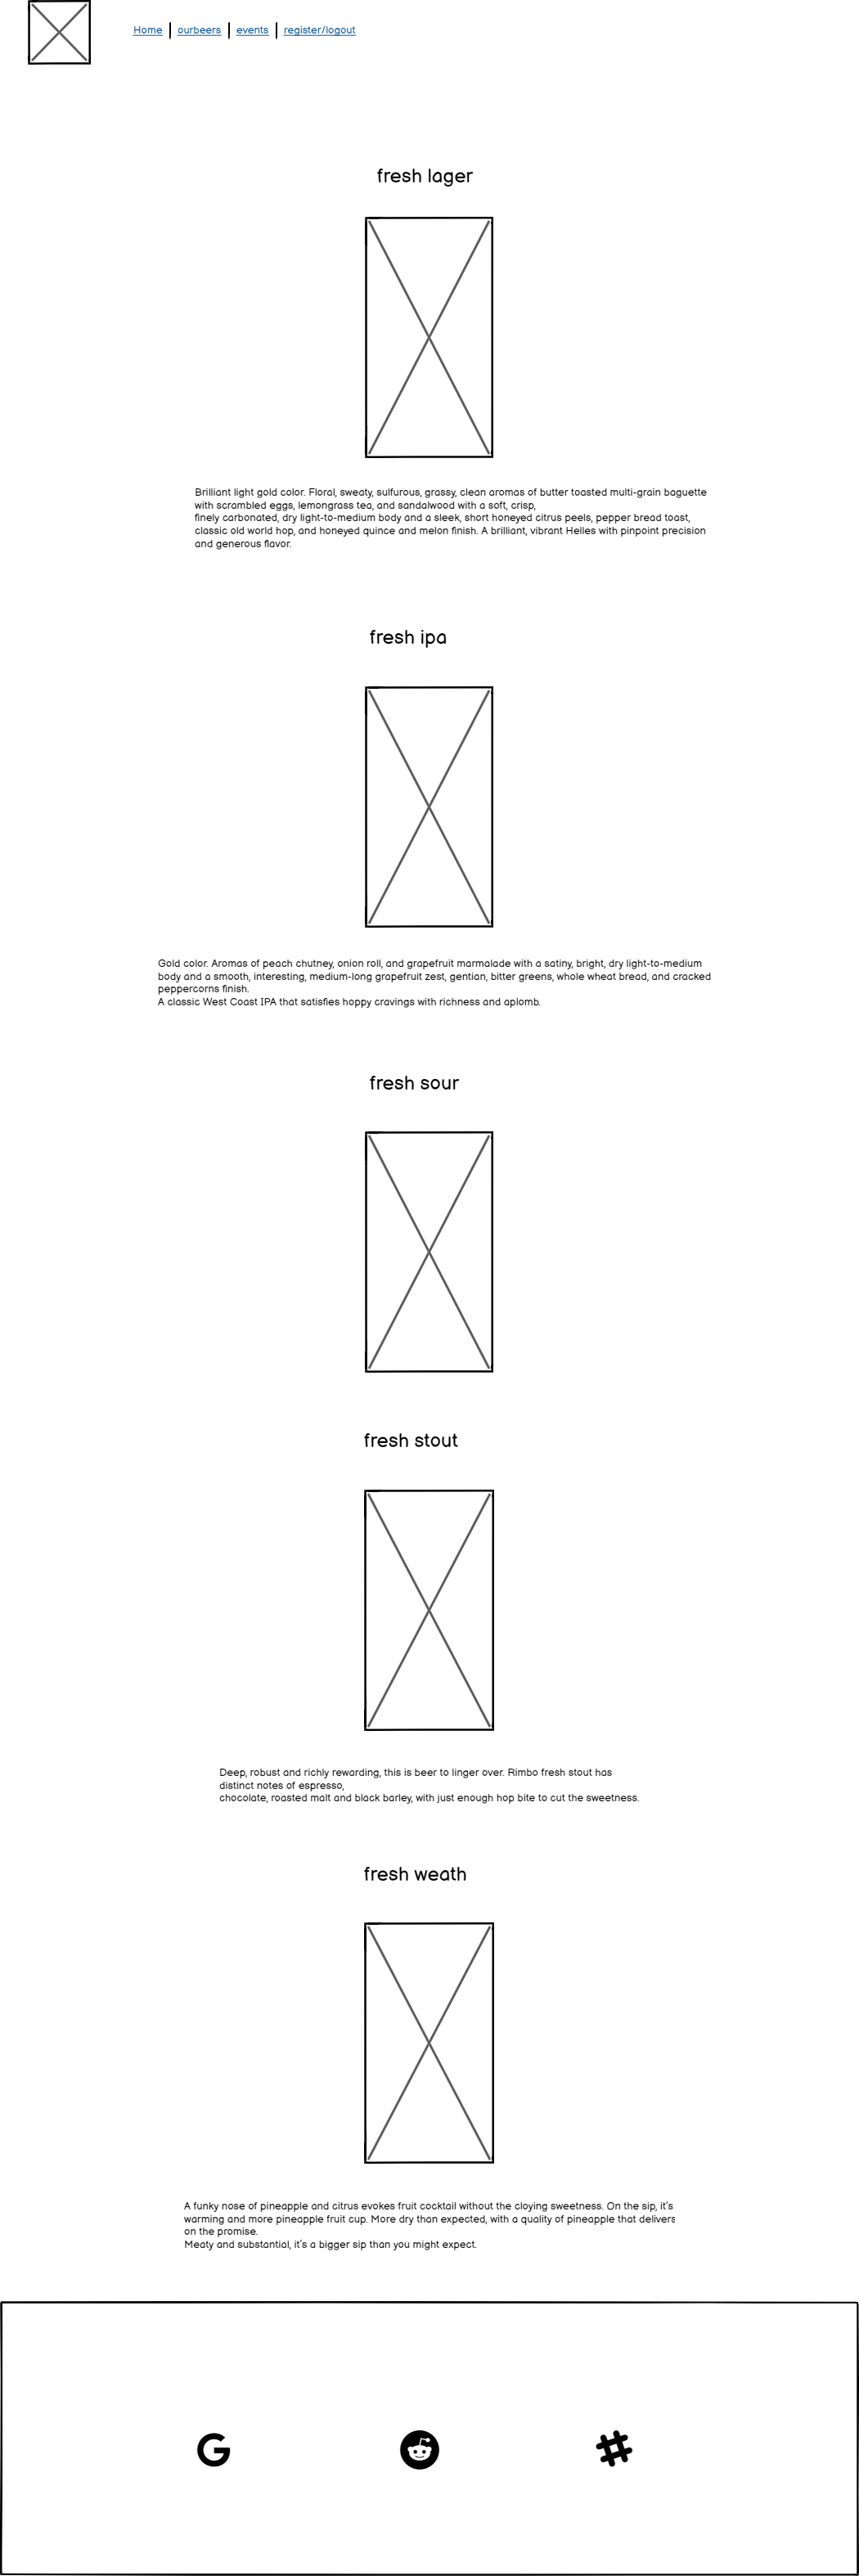 Home | ourbeers | events | register/logout
fresh lager
Brilliant light gold color. Floral, sweaty, sulfurous, grassy, clean aromas of butter toasted multi-grain baguette
with scrambled eggs, lemongrass tea, and sandalwood with a soft, crisp,
finely carbonated, dry light-to-medium body and a sleek, short honeyed citrus peels, pepper bread toast,
classic old world hop, and honeyed quince and melon finish. A brilliant, vibrant Helles with pinpoint precision
and generous flavor.
fresh ipa
Gold color. Aromas of peach chutney, onion roll, and grapefruit marmalade with a satiny, bright, dry light-to-medium
body and a smooth, interesting, medium-long grapefruit zest, gentian, bitter greens, whole wheat bread, and cracked
peppercorns finish.
A classic West Coast IPA that satisfies hoppy cravings with richness and aplomb.
fresh sour
fresh stout
Deep, robust and richly rewarding, this is beer to linger over. Rimbo fresh stout has
distinct notes of espresso,
chocolate, roasted malt and black barley, with just enough hop bite to cut the sweetness.
fresh weath
A funky nose of pineapple and citrus evokes fruit cocktail without the cloying sweetness. On the sip, it's
warming and more pineapple fruit cup. More dry than expected, with a quality of pineapple that delivers
on the promise.
Meaty and substantial, it's a bigger sip than you might expect.